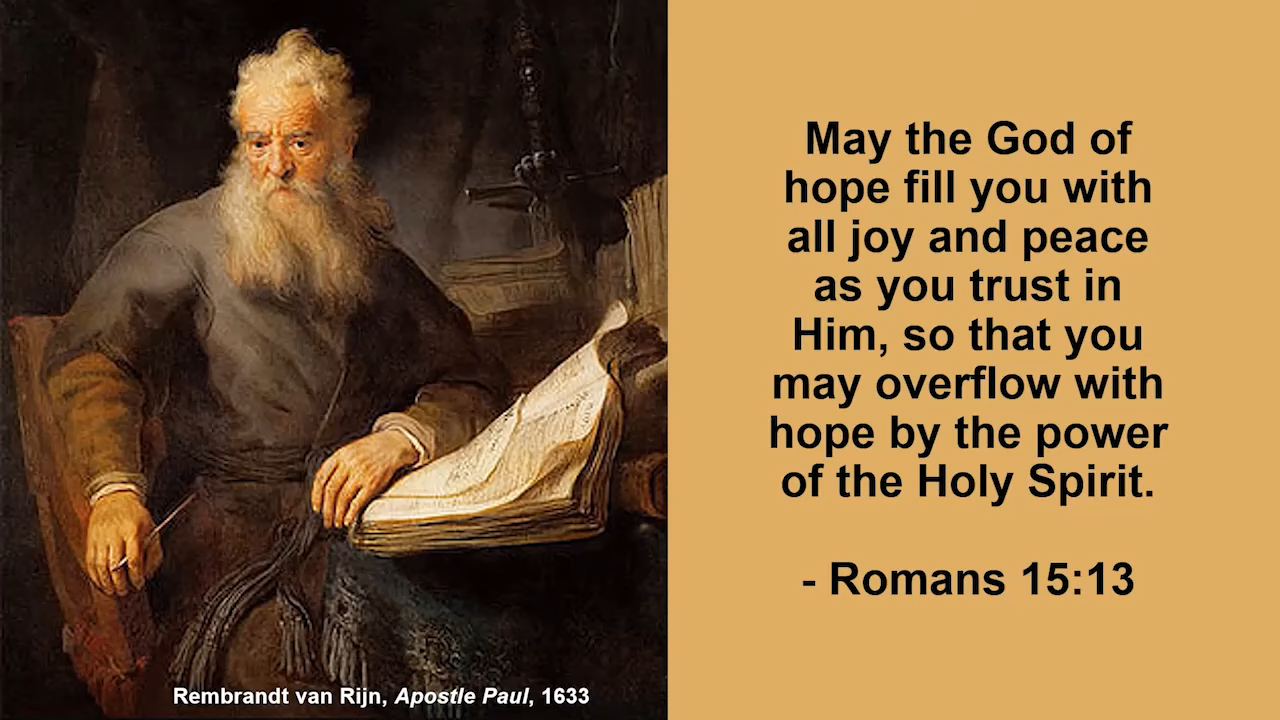 May the God of
hope fill you with
all joy and peace
as you trust in
Him, so that you
may overflow with
hope by the power
of the Holy Spirit.
- Romans 15:13
Rembrandt van Rijn, Apostle Paul, 1633